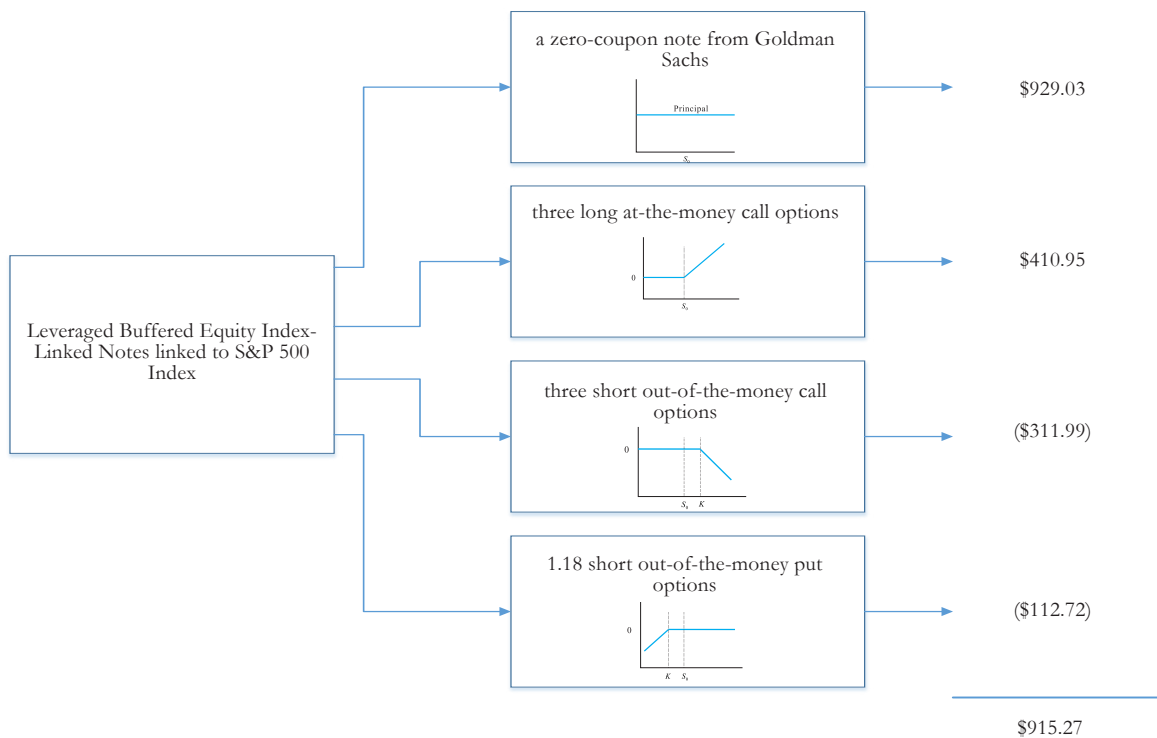 Leveraged Buffered Equity Index-
Linked Notes linked to S&P 500
Index
a zero-coupon note from Goldman
Sachs
Principal
S₀
$929.03
three long at-the-money call options
0
S₀
$410.95
three short out-of-the-money call
options
0
S₀ K
($311.99)
1.18 short out-of-the-money put
options
0
K S₀
($112.72)
$915.27